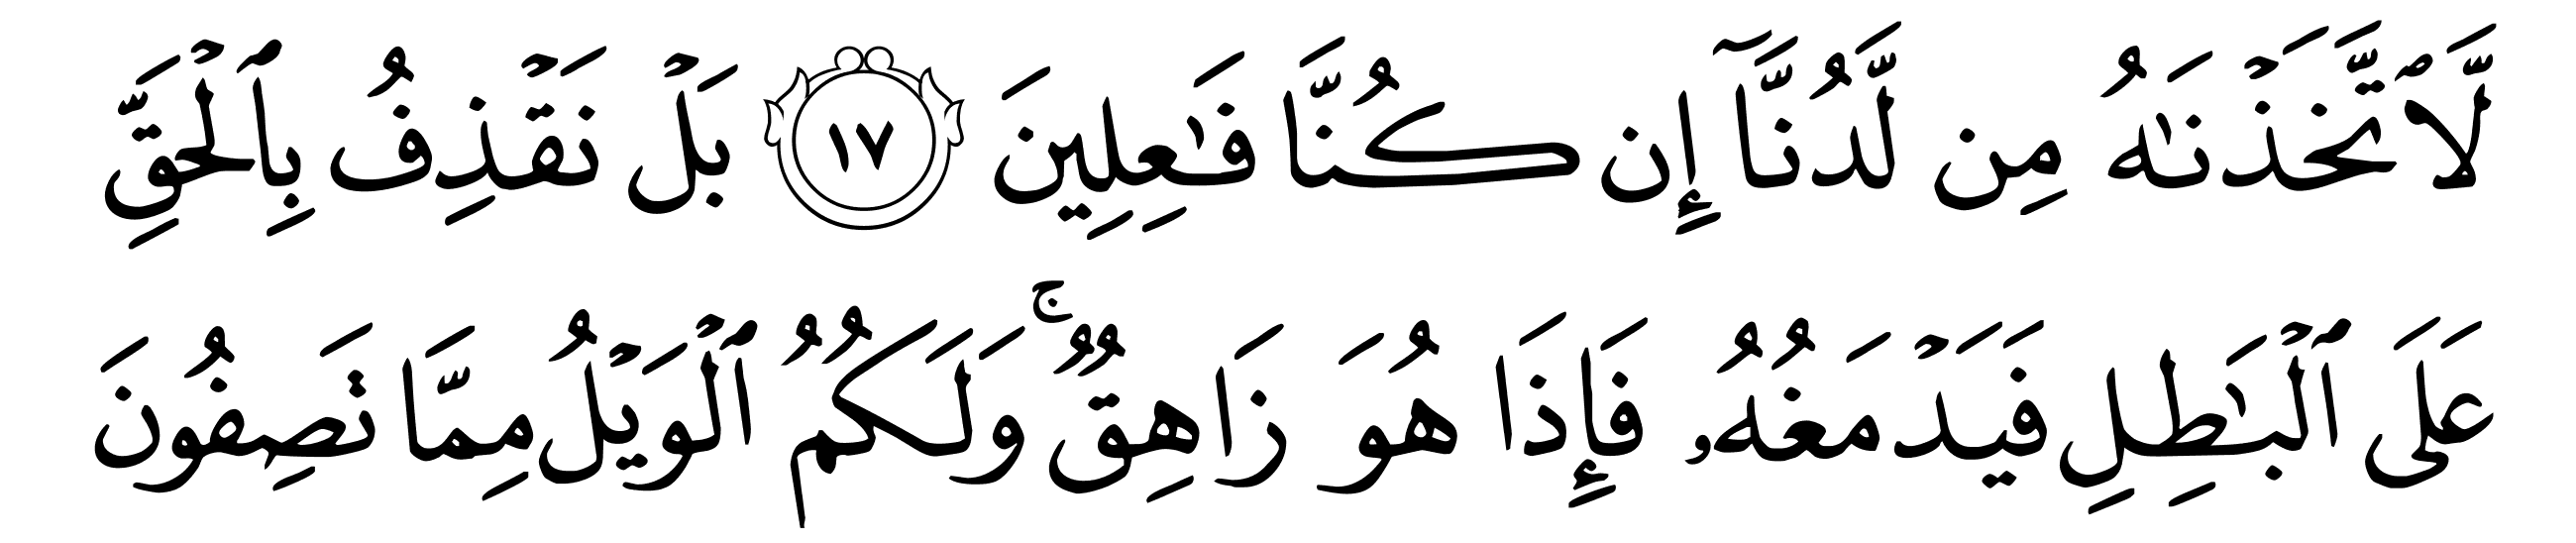 لَّٱتَّخَذْنَٰهُ مِن لَّدُنَّآ إِن كُنَّا فَٰعِلِينَ ١٧ بَلْ نَقْذِفُ بِٱلْحَقِّ
عَلَى ٱلْبَٰطِلِ فَيَدْمَغُهُۥ فَإِذَا هُوَ زَاهِقٌ ۚ وَلَكُمُ ٱلْوَيْلُ مِمَّا تَصِفُونَ